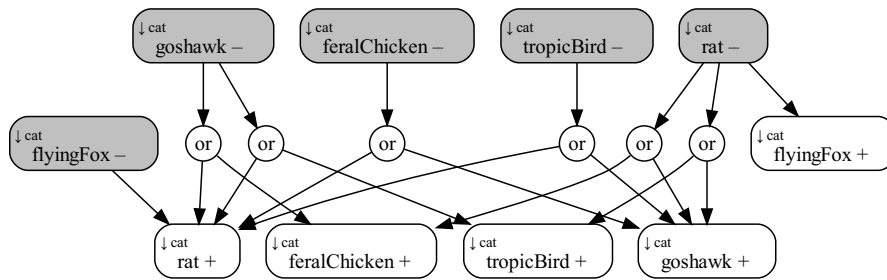 ↓ cat
goshawk –
↓ cat
feralChicken –
↓ cat
tropicBird –
↓ cat
rat –
↓ cat
flyingFox –
or
or
or
or
or
or
↓ cat
flyingFox +
↓ cat
rat +
↓ cat
feralChicken +
↓ cat
tropicBird +
↓ cat
goshawk +